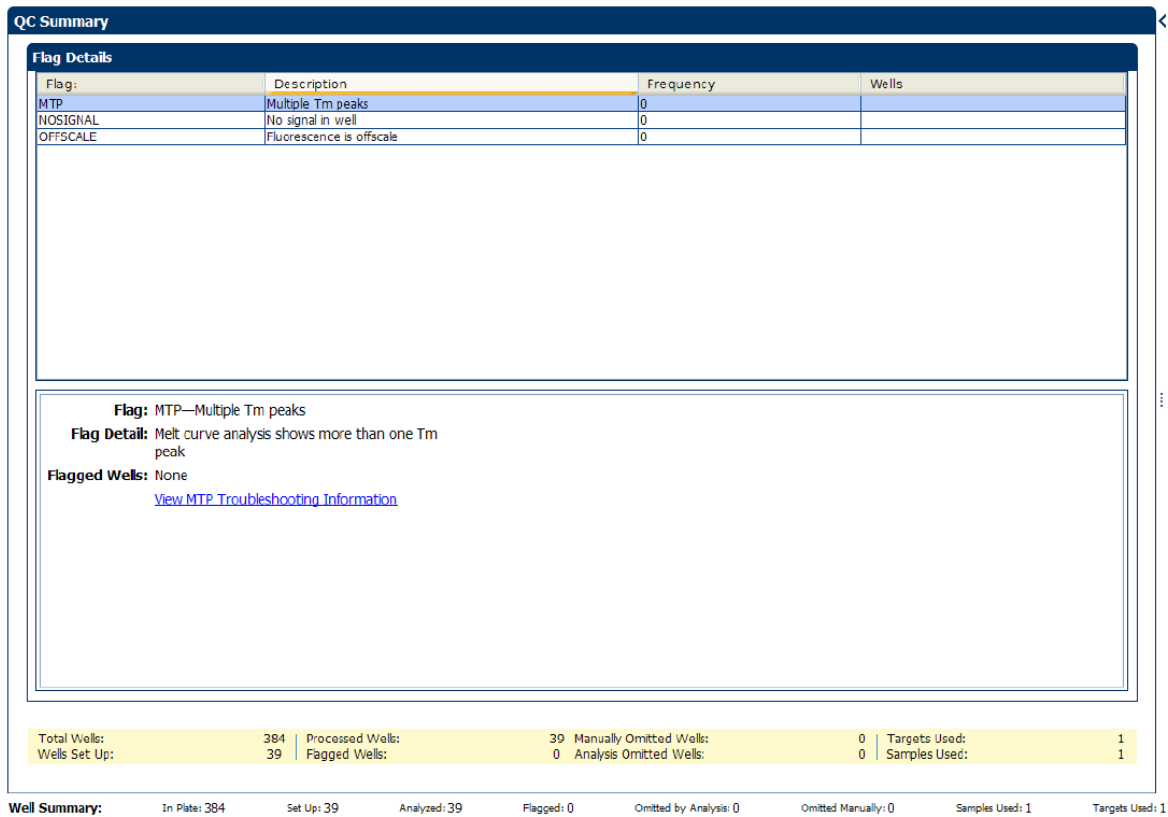 QC Summary
Flag Details
Flag: Description Frequency Wells
MTP Multiple Tm peaks 0
NOSIGNAL No signal in well 0
OFFSCALE Fluorescence is offscale 0
Flag: MTP—Multiple Tm peaks
Flag Detail: Melt curve analysis shows more than one Tm
peak
Flagged Wells: None
View MTP Troubleshooting Information
Total Wells: 384 Processed Wells: 39 Manually Omitted Wells: 0 Targets Used: 1
Wells Set Up: 39 Flagged Wells: 0 Analysis Omitted Wells: 0 Samples Used: 1
Well Summary: In Plate: 384 Set Up: 39 Analyzed: 39 Flagged: 0 Omitted by Analysis: 0 Omitted Manually: 0 Samples Used: 1 Targets Used: 1